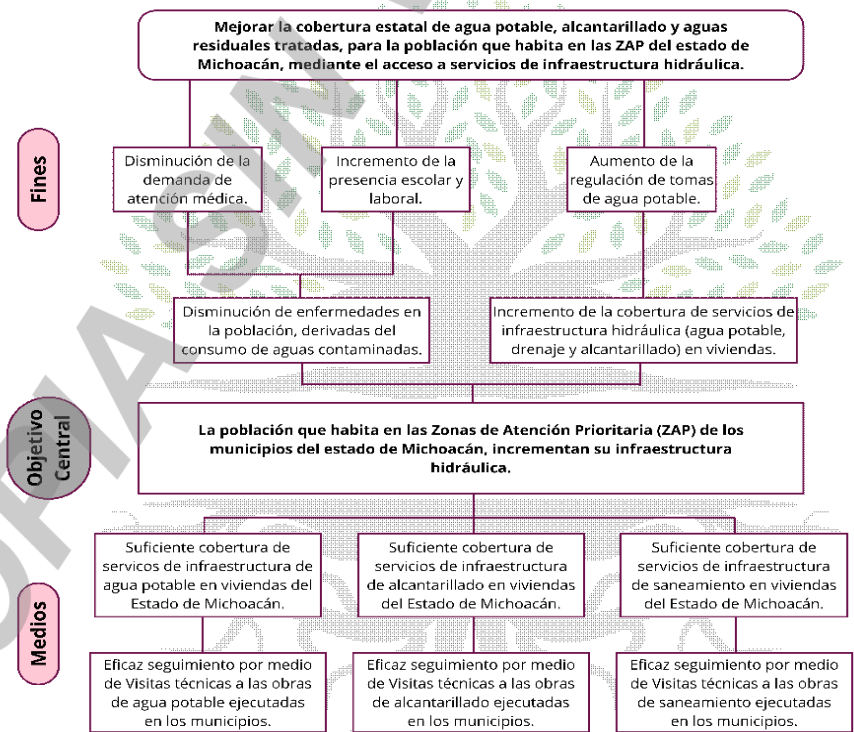 Mejorar la cobertura estatal de agua potable, alcantarillado y aguas
residuales tratadas, para la población que habita en las ZAP del estado de
Michoacán, mediante el acceso a servicios de infraestructura hidráulica.
Fines
Disminución de la
demanda de
atención médica.
Incremento de la
presencia escolar y
laboral.
Aumento de la
regulación de tomas
de agua potable.
Disminución de enfermedades en
la población, derivadas del
consumo de aguas contaminadas.
Incremento de la cobertura de servicios de
infraestructura hidráulica (agua potable,
drenaje y alcantarillado) en viviendas.
Objetivo
Central
La población que habita en las Zonas de Atención Prioritaria (ZAP) de los
municipios del estado de Michoacán, incrementan su infraestructura
hidráulica.
Medios
Suficiente cobertura de
servicos de infraestructura de
agua potable en viviendas del
Estado de Michoacán.
Suficiente cobertura de
servicios de infraestructura
de alcantarillado en viviendas
del Estado de Michoacán.
Suficiente cobertura de
servicios de infraestructura
de saneamiento en viviendas
del Estado de Michoacán.
Eficaz seguimiento por medio
de Visitas técnicas a las obras
de agua potable ejecutadas
en los municipios.
Eficaz seguimiento por medio
de Visitas técnicas a las obras
de alcantarillado ejecutadas
en los municipios.
Eficaz seguimiento por medio
de Visitas técnicas a las obras
de saneamiento ejecutadas
en los municipios.
OPIA SIN